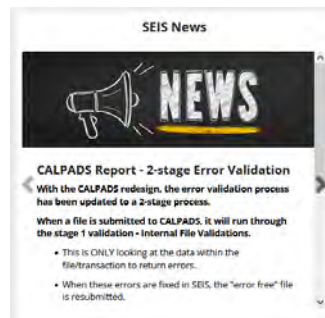 SEIS News
NEWS
CALPADS Report - 2-stage Error Validation
With the CALPADS redesign, the error validation process
has been updated to a 2-stage process.
When a file is submitted to CALPADS, it will run through
the stage 1 validation - Internal File Validations.
• This is ONLY looking at the data within the
file/transaction to return errors.
• When these errors are fixed in SEIS, the "error free" file
is resubmitted.